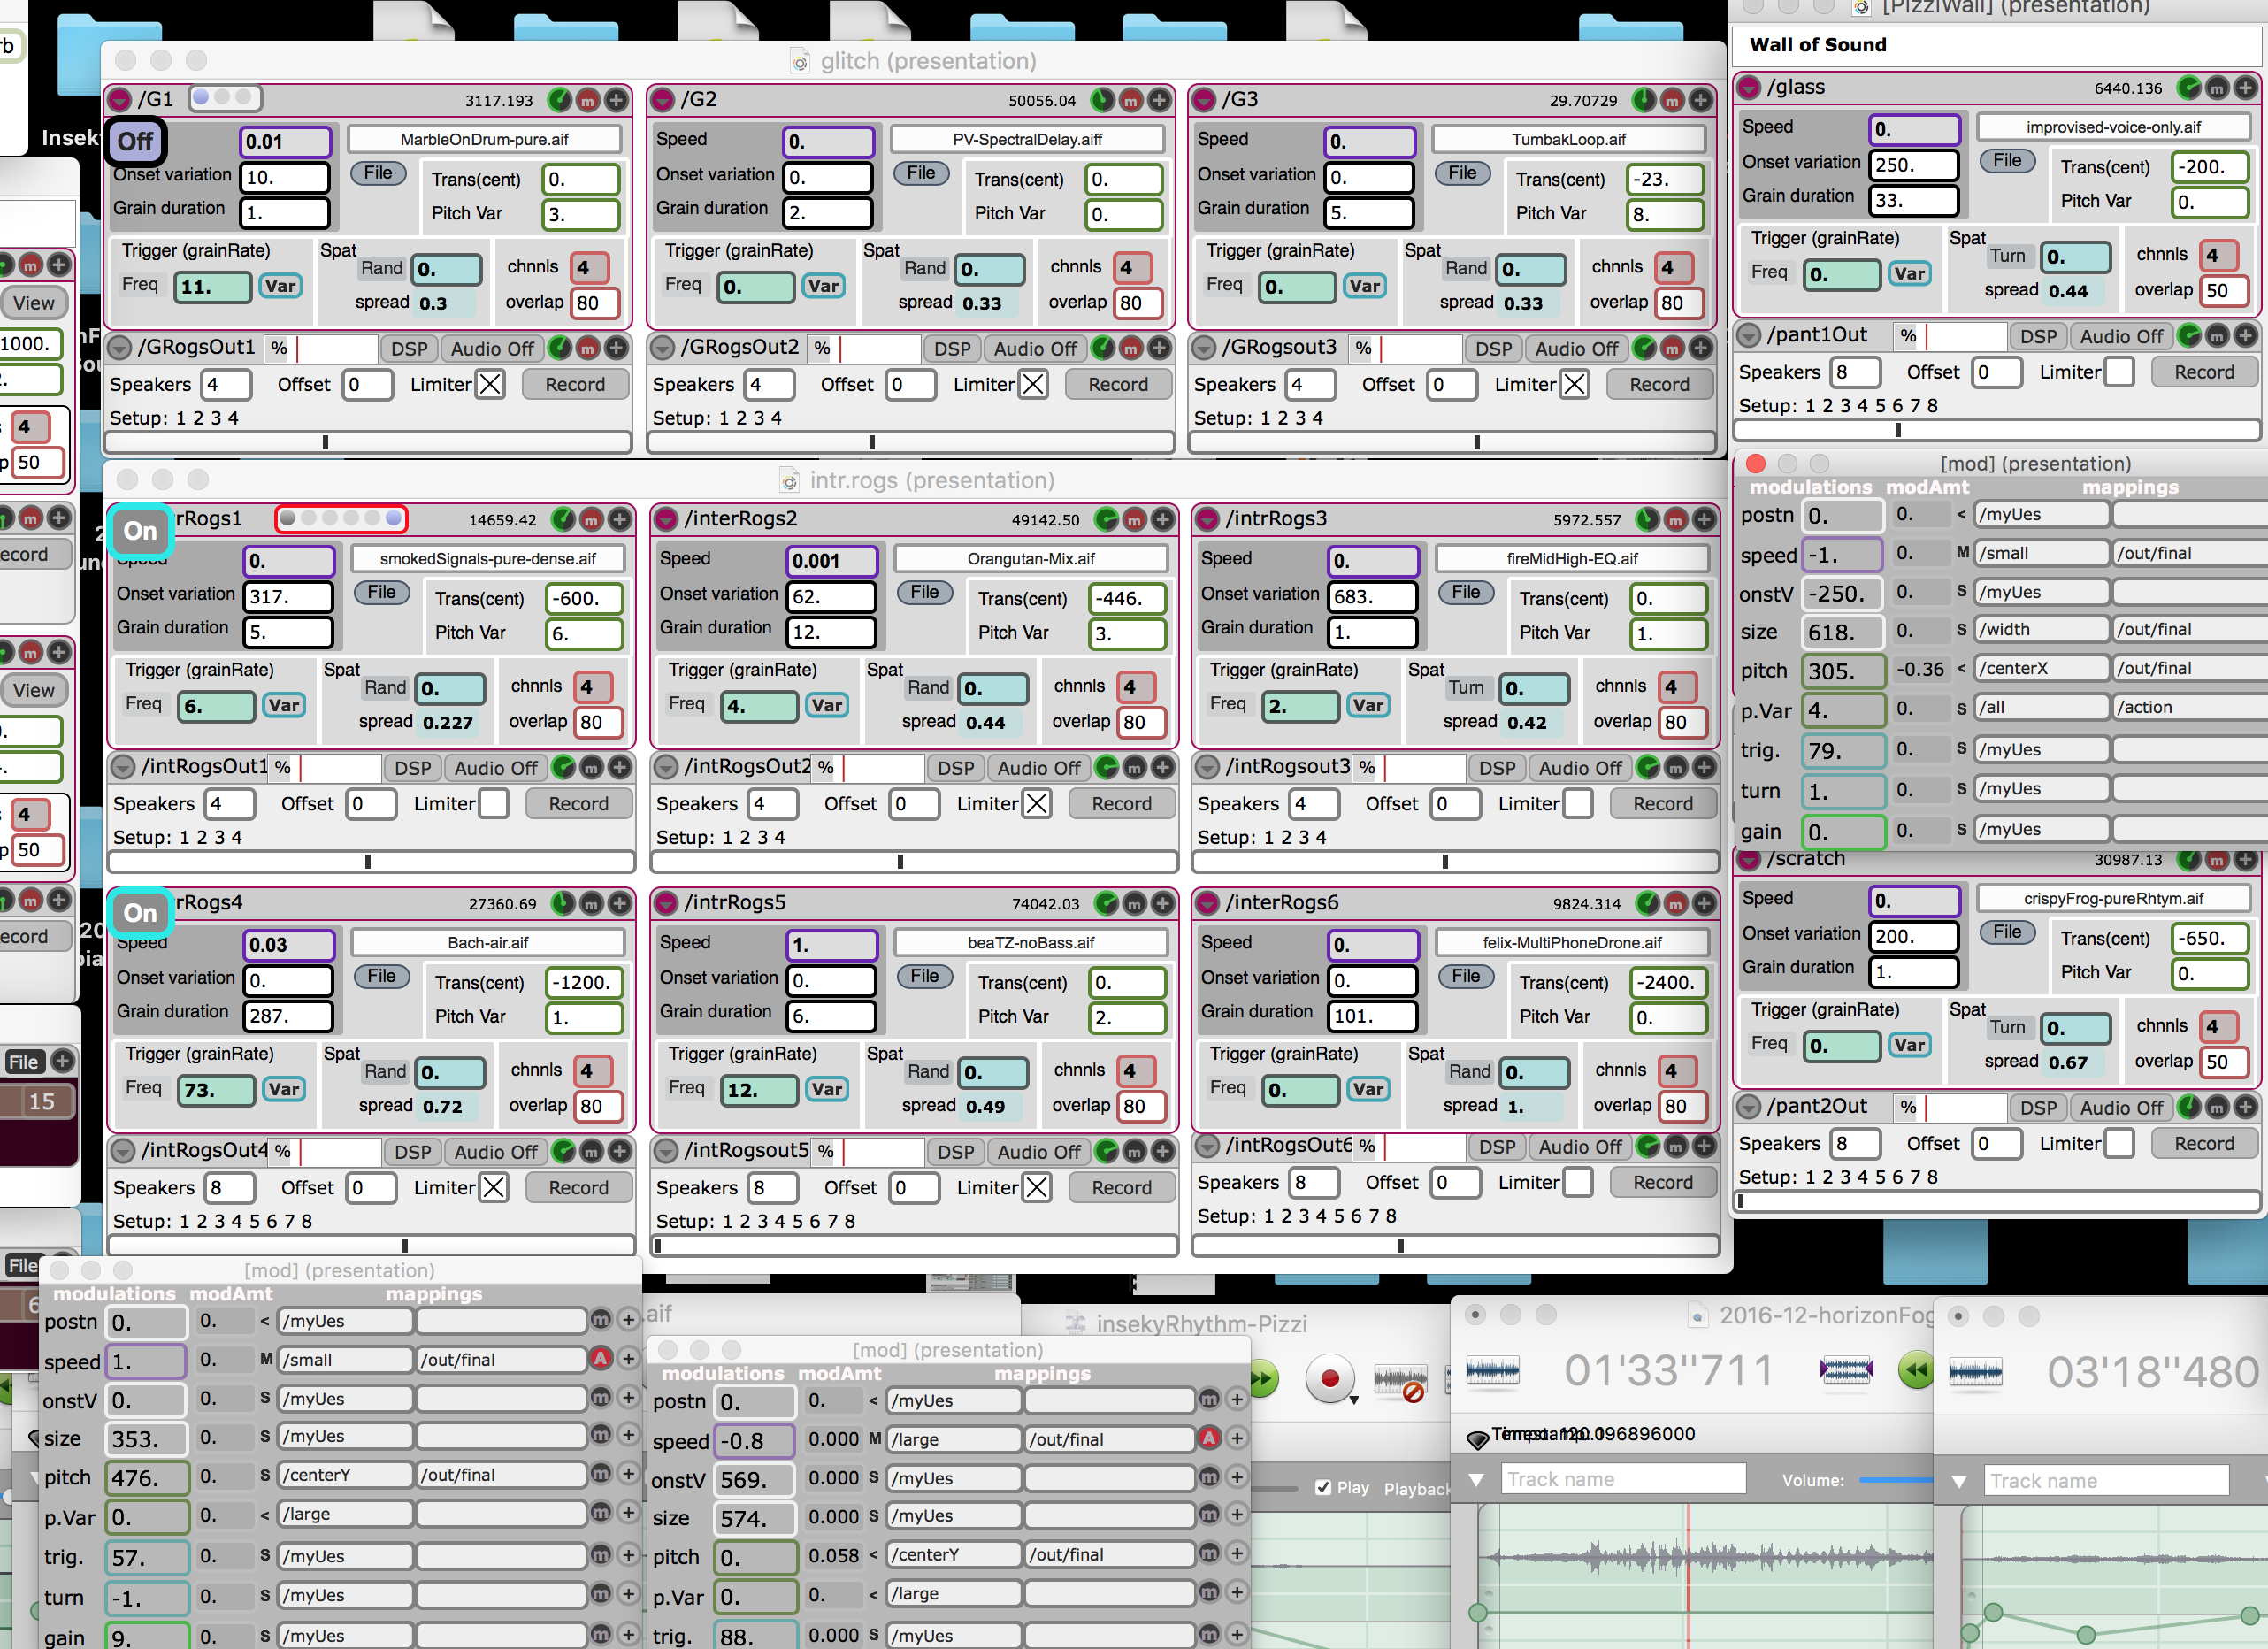 glitch (presentation)
/G1 3117.193 m
Off 0.01 MarbleOnDrum-pure.aif
Onset variation 10. File Trans(cent) 0.
Grain duration 1. Pitch Var 3.
Trigger (grainRate) Spat
Freq 11. Var Rand 0. chnnls 4
spread 0.3 overlap 80
/GRogsOut1 % DSP Audio Off m
Speakers 4 Offset 0 Limiter Record
Setup: 1 2 3 4
/G2 50056.04 m
Speed 0. PV-SpectralDelay.aiff
Onset variation 0. File Trans(cent) 0.
Grain duration 2. Pitch Var 0.
Trigger (grainRate) Spat
Freq 0. Var Rand 0. chnnls 4
spread 0.33 overlap 80
/GRogsOut2 % DSP Audio Off m
Speakers 4 Offset 0 Limiter Record
Setup: 1 2 3 4
/G3 29.70729 m
Speed 0. TumbakLoop.aif
Onset variation 0. File Trans(cent) -23.
Grain duration 5. Pitch Var 8.
Trigger (grainRate) Spat
Freq 0. Var Rand 0. chnnls 4
spread 0.33 overlap 80
/GRogsout3 % DSP Audio Off m
Speakers 4 Offset 0 Limiter Record
Setup: 1 2 3 4
intr.rogs (presentation)
On rRogs1 14659.42 m
Speed 0. smokedSignals-pure-dense.aif
Onset variation 317. File Trans(cent) -600.
Grain duration 5. Pitch Var 6.
Trigger (grainRate) Spat
Freq 6. Var Rand 0. chnnls 4
spread 0.227 overlap 80
/intRogsOut1 % DSP Audio Off m
Speakers 4 Offset 0 Limiter Record
Setup: 1 2 3 4
/interRogs2 49142.50 m
Speed 0.001 Orangutan-Mix.aif
Onset variation 62. File Trans(cent) -446.
Grain duration 12. Pitch Var 3.
Trigger (grainRate) Spat
Freq 4. Var Rand 0. chnnls 4
spread 0.44 overlap 80
/intRogsOut2 % DSP Audio Off m
Speakers 4 Offset 0 Limiter Record
Setup: 1 2 3 4
/intrRogs3 5972.557 m
Speed 0. fireMidHigh-EQ.aif
Onset variation 683. File Trans(cent) 0.
Grain duration 1. Pitch Var 1.
Trigger (grainRate) Spat
Freq 2. Var Turn 0. chnnls 4
spread 0.42 overlap 80
/intRogsout3 % DSP Audio Off m
Speakers 4 Offset 0 Limiter Record
Setup: 1 2 3 4
On rRogs4 27360.69 m
Speed 0.03 Bach-air.aif
Onset variation 0. File Trans(cent) -1200.
Grain duration 287. Pitch Var 1.
Trigger (grainRate) Spat
Freq 73. Var Rand 0. chnnls 4
spread 0.72 overlap 80
/intRogsOut4 % DSP Audio Off m
Speakers 8 Offset 0 Limiter Record
Setup: 1 2 3 4 5 6 7 8
/intrRogs5 74042.03 m
Speed 1. beaTZ-noBass.aif
Onset variation 0. File Trans(cent) 0.
Grain duration 6. Pitch Var 2.
Trigger (grainRate) Spat
Freq 12. Var Rand 0. chnnls 4
spread 0.49 overlap 80
/intRogsout5 % DSP Audio Off m
Speakers 8 Offset 0 Limiter Record
Setup: 1 2 3 4 5 6 7 8
/interRogs6 9824.314 m
Speed 0. felix-MultiPhoneDrone.aif
Onset variation 0. File Trans(cent) -2400.
Grain duration 101. Pitch Var 0.
Trigger (grainRate) Spat
Freq 0. Var Rand 0. chnnls 4
spread 1. overlap 80
/intRogsOut6 % DSP Audio Off m
Speakers 8 Offset 0 Limiter Record
Setup: 1 2 3 4 5 6 7 8
[PizziWall] (presentation)
Wall of Sound
/glass 6440.136 m
Speed 0. improvised-voice-only.aif
Onset variation 250. File Trans(cent) -200.
Grain duration 33. Pitch Var 0.
Trigger (grainRate) Spat
Freq 0. Var Turn 0. chnnls 4
spread 0.44 overlap 50
/pant1Out % DSP Audio Off m
Speakers 8 Offset 0 Limiter Record
Setup: 1 2 3 4 5 6 7 8
[mod] (presentation)
modulations modAmt mappings
postn 0. 0. < /myUes
speed -1. 0. M /small /out/final
onstV -250. 0. S /myUes
size 618. 0. S /width /out/final
pitch 305. -0.36 < /centerX /out/final
p.Var 4. 0. S /all /action
trig. 79. 0. S /myUes
turn 1. 0. S /myUes
gain 0. 0. S /myUes
/scratch 30987.13 m
Speed 0. crispyFrog-pureRhtym.aif
Onset variation 200. File Trans(cent) -650.
Grain duration 1. Pitch Var 0.
Trigger (grainRate) Spat
Freq 0. Var Turn 0. chnnls 4
spread 0.67 overlap 50
/pant2Out % DSP Audio Off m
Speakers 8 Offset 0 Limiter Record
Setup: 1 2 3 4 5 6 7 8
rb
Insek
m
View
1000.
4
50
m
ecord
m
View
4
50
m
ecord
20
File
15
File
[mod] (presentation)
modulations modAmt mappings
postn 0. 0. < /myUes m
speed 1. 0. M /small /out/final A
onstV 0. 0. S /myUes m
size 353. 0. S /myUes m
pitch 476. 0. S /centerY /out/final m
p.Var 0. 0. < /large m
trig. 57. 0. S /myUes m
turn -1. 0. S /myUes m
gain 9. 0. S /myUes m
.aif
[mod] (presentation)
modulations modAmt mappings
postn 0. 0. < /myUes m
speed -0.8 0.000 M /large /out/final A
onstV 569. 0.000 S /myUes m
size 574. 0.000 S /myUes m
pitch 0. 0.058 < /centerY /out/final m
p.Var 0. 0. < /large m
trig. 88. 0.000 S /myUes m
insekyRhythm-Pizzi
Play Playback
2016-12-horizonFog
01'33"711
Track name Volume:
03'18"480
Track name